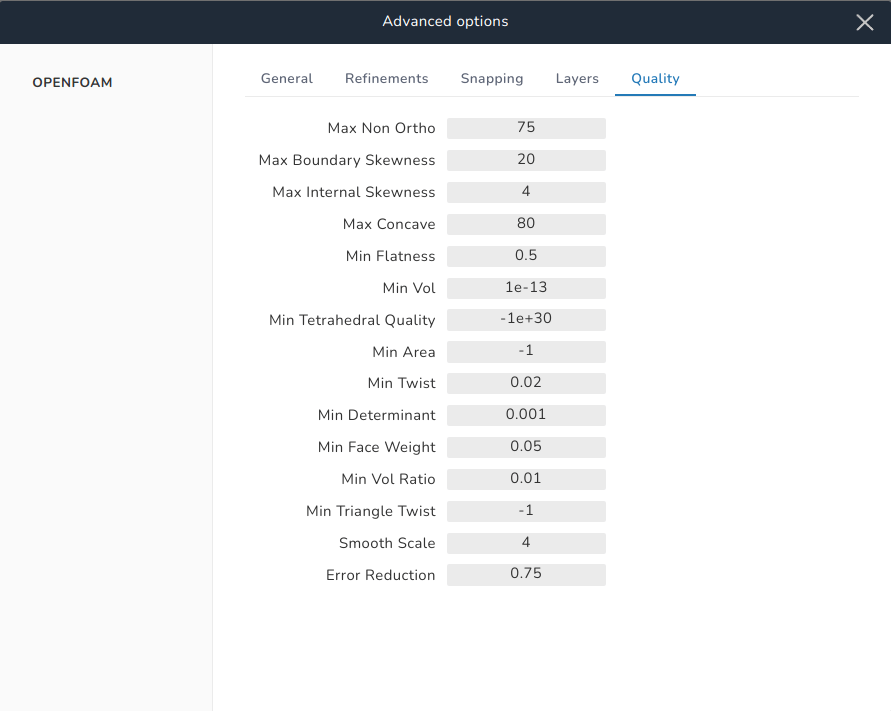 Advanced options
OPENFOAM
General Refinements Snapping Layers Quality
Max Non Ortho 75
Max Boundary Skewness 20
Max Internal Skewness 4
Max Concave 80
Min Flatness 0.5
Min Vol 1e-13
Min Tetrahedral Quality -1e+30
Min Area -1
Min Twist 0.02
Min Determinant 0.001
Min Face Weight 0.05
Min Vol Ratio 0.01
Min Triangle Twist -1
Smooth Scale 4
Error Reduction 0.75